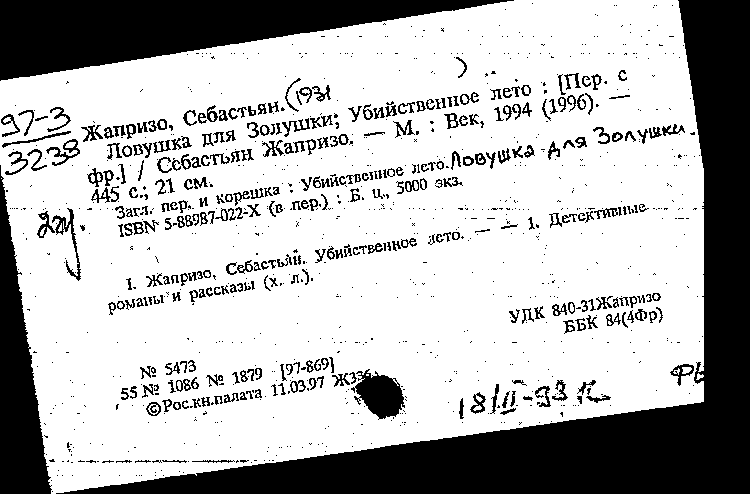 97-3
3238
Жапризо, Себастьян. (1931 )
Ловушка для Золушки; Убийственное лето : [Пер. с
фр.] / Себастьян Жапризо. — М. : Век, 1994 (1996). —
445 с.; 21 см.
Загл. пер. и корешка : Убийственное лето. Ловушка для Золушки.
ISBN 5-88987-022-X (в пер.) : Б. ц., 5000 экз.
I. Жапризо, Себастьян. Убийственное лето. — — 1. Детективные
романы и рассказы (х. л.).
УДК 840-31Жапризо
ББК 84(4Фр)
№ 5473
55 № 1086 № 1879 [97-869]
©Рос.кн.палата 11.03.97 Ж336